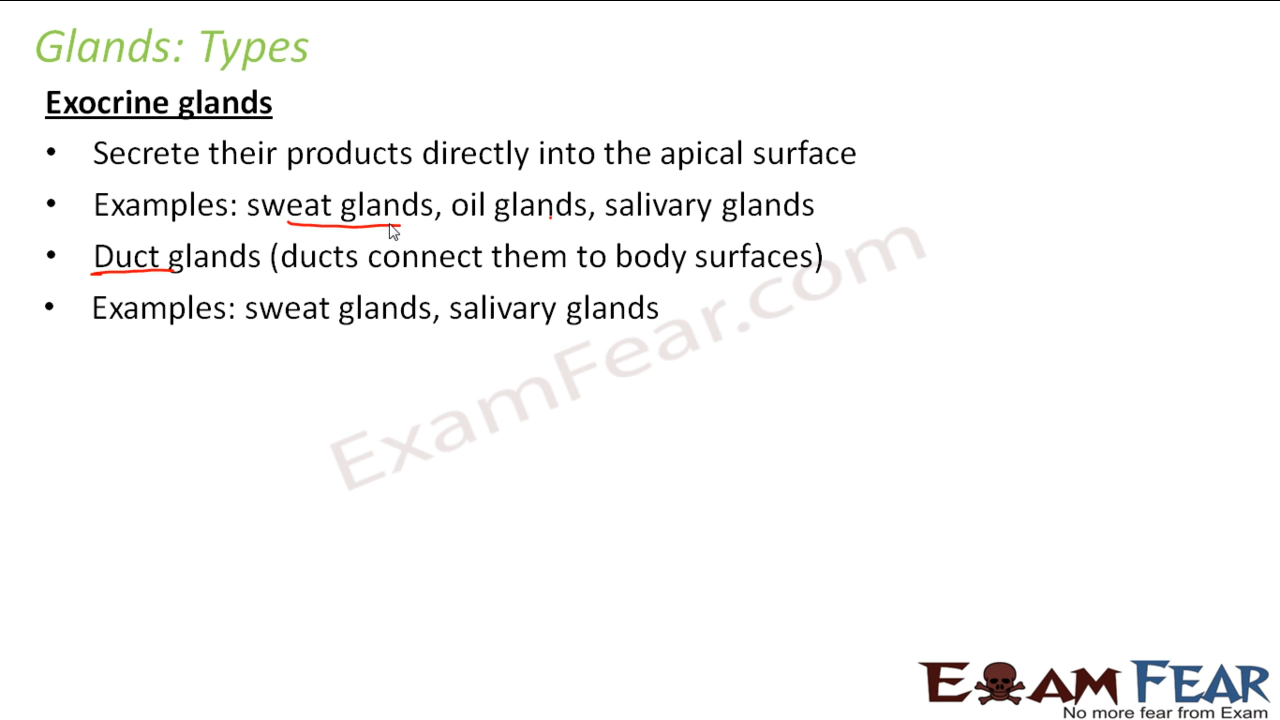 Glands: Types
Exocrine glands
• Secrete their products directly into the apical surface
• Examples: sweat glands, oil glands, salivary glands
• Duct glands (ducts connect them to body surfaces)
• Examples: sweat glands, salivary glands
ExamFear.com
EXAM FEAR
No more fear from Exam